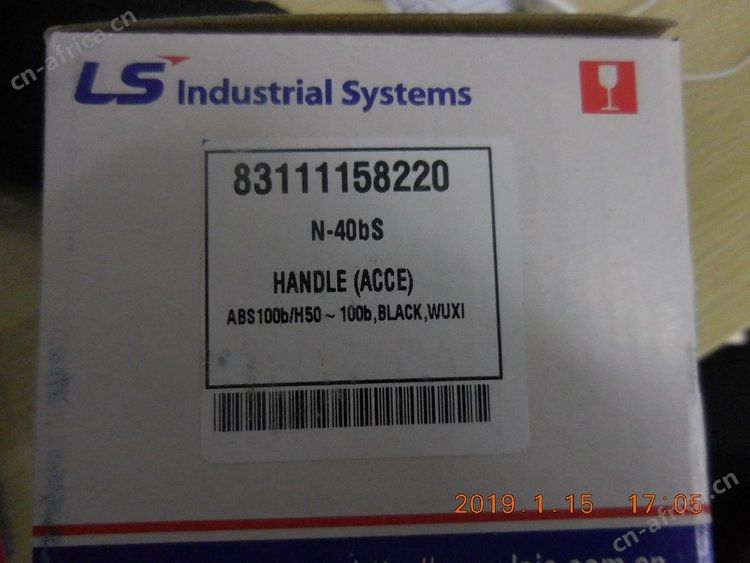 cn-africa.cn
LS Industrial Systems
83111158220
N-40bS
HANDLE (ACCE)
ABS100b/H50~100b,BLACK,WUXI
2019.1.15 17:05
cn-africa.cn